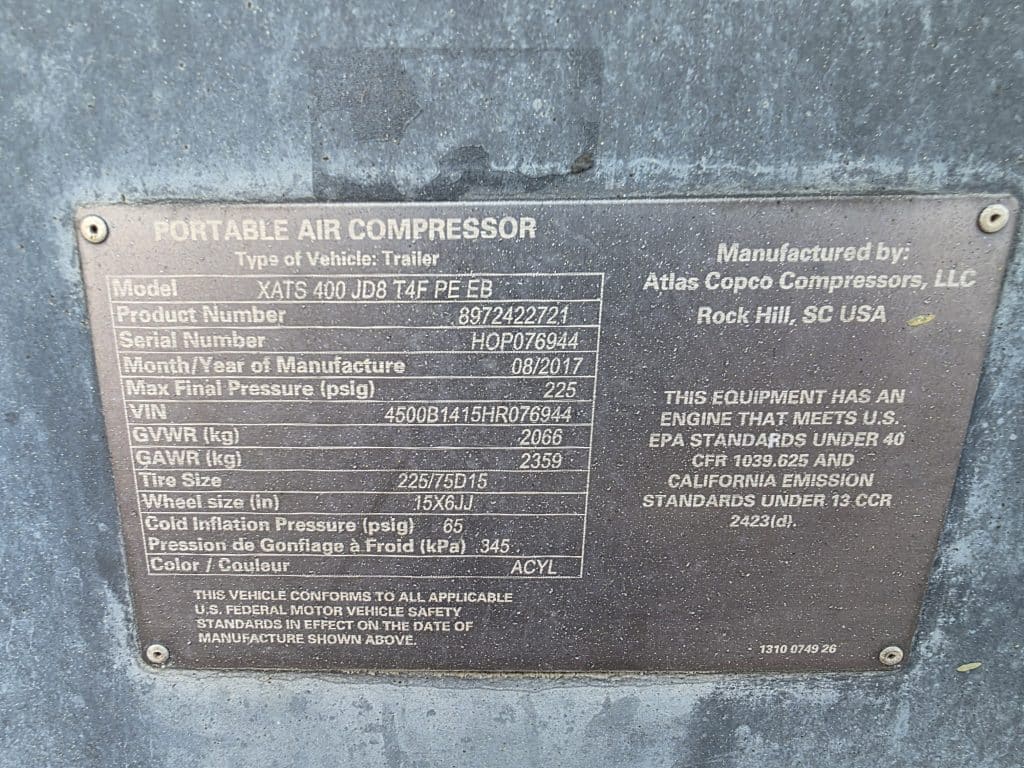 PORTABLE AIR COMPRESSOR
Type of Vehicle: Trailer
Model XATS 400 JD8 T4F PE EB
Product Number 8972422721
Serial Number HOP076944
Month/Year of Manufacture 08/2017
Max Final Pressure (psig) 225
VIN 4500B1415HR076944
GVWR (kg) 2066
GAWR (kg) 2359
Tire Size 225/75D15
Wheel size (in) 15X6JJ
Cold Inflation Pressure (psig) 65
Pression de Gonflage à Froid (kPa) 345
Color / Couleur ACYL
THIS VEHICLE CONFORMS TO ALL APPLICABLE
U.S. FEDERAL MOTOR VEHICLE SAFETY
STANDARDS IN EFFECT ON THE DATE OF
MANUFACTURE SHOWN ABOVE.
Manufactured by:
Atlas Copco Compressors, LLC
Rock Hill, SC USA
THIS EQUIPMENT HAS AN
ENGINE THAT MEETS U.S.
EPA STANDARDS UNDER 40
CFR 1039.625 AND
CALIFORNIA EMISSION
STANDARDS UNDER 13 CCR
2423(d).
1310 0749 26